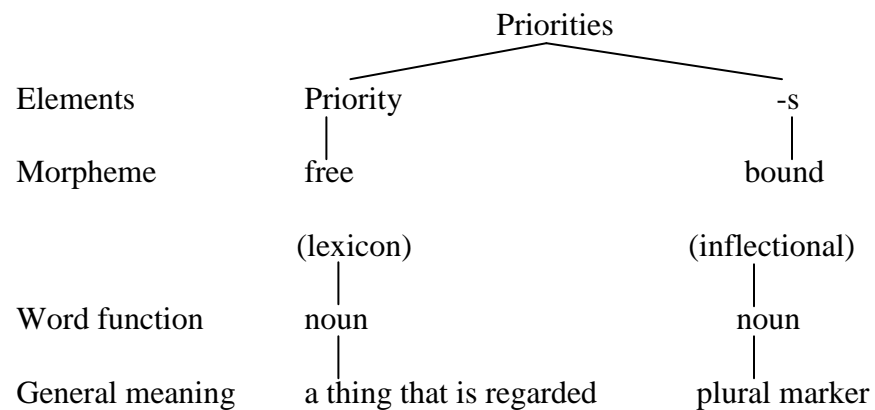 Priorities
Elements Priority -s
Morpheme free bound
(lexicon) (inflectional)
Word function noun noun
General meaning a thing that is regarded plural marker